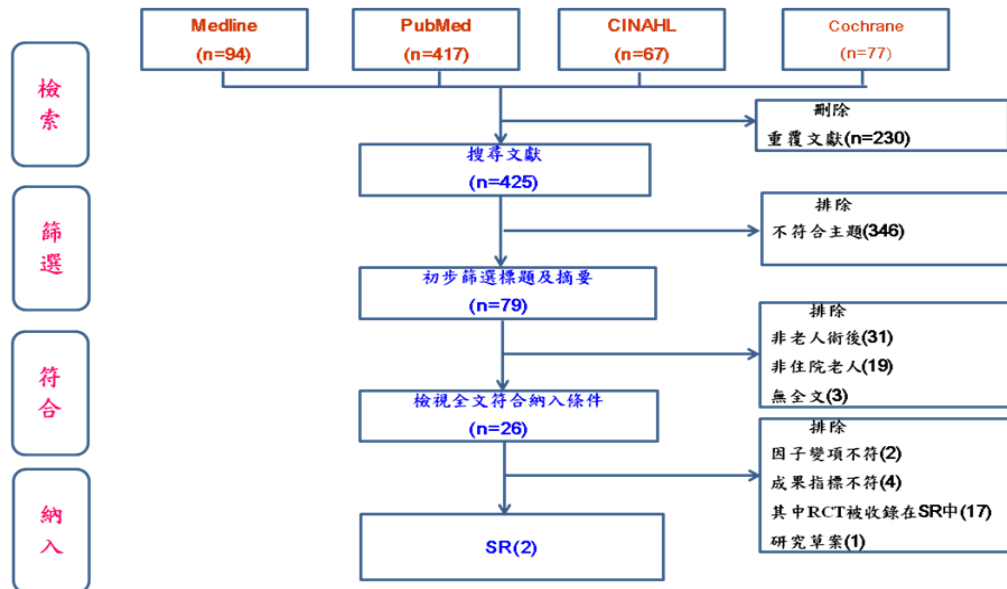 Medline
(n=94)
PubMed
(n=417)
CINAHL
(n=67)
Cochrane
(n=77)
檢
索
刪除
重覆文獻(n=230)
搜尋文獻
(n=425)
篩
選
排除
不符合主題(346)
初步篩選標題及摘要
(n=79)
符
合
排除
非老人術後(31)
非住院老人(19)
無全文(3)
檢視全文符合納入條件
(n=26)
納
入
排除
因子變項不符(2)
成果指標不符(4)
其中RCT被收錄在SR中(17)
研究草案(1)
SR(2)